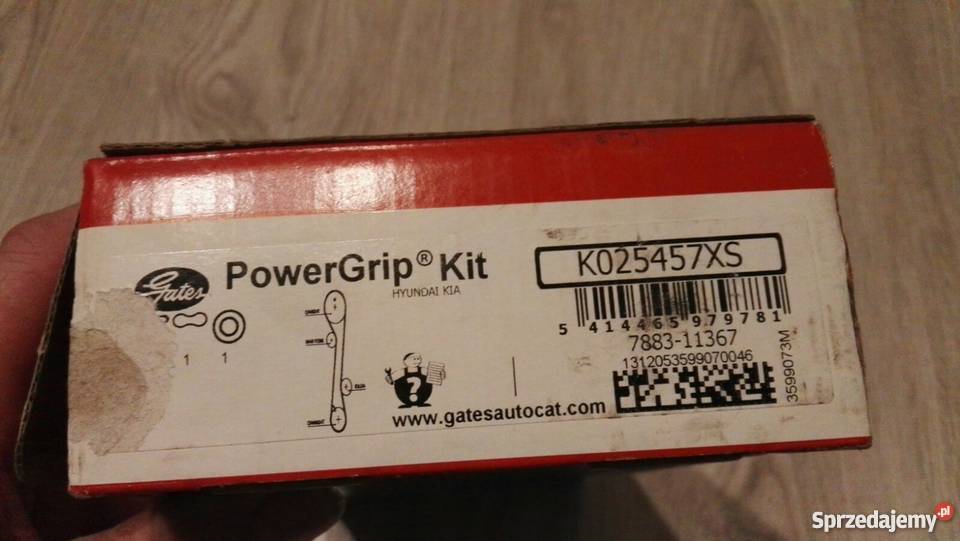 Gates
PowerGrip® Kit
HYUNDAI KIA
K025457XS
5 414465 979781
7883-11367
1312053599070046
3599073M
1 1
?
www.gatesautocat.com
Sprzedajemy.pl